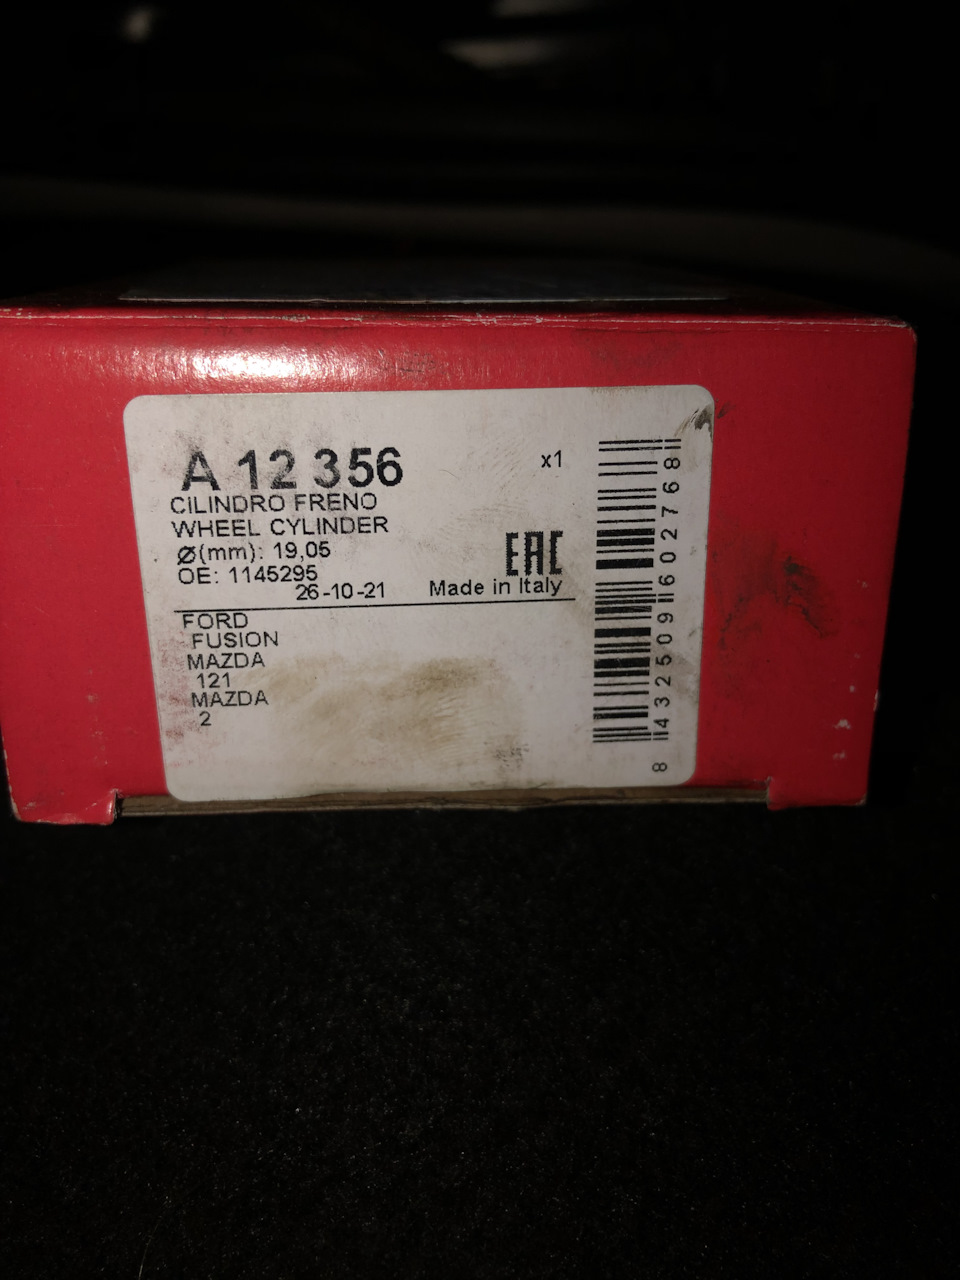 A 12 356
x1
CILINDRO FRENO
WHEEL CYLINDER
Ø(mm): 19,05
OE: 1145295
26-10-21
EAC
Made in Italy
FORD
FUSION
MAZDA
121
MAZDA
2
8 432509 602768